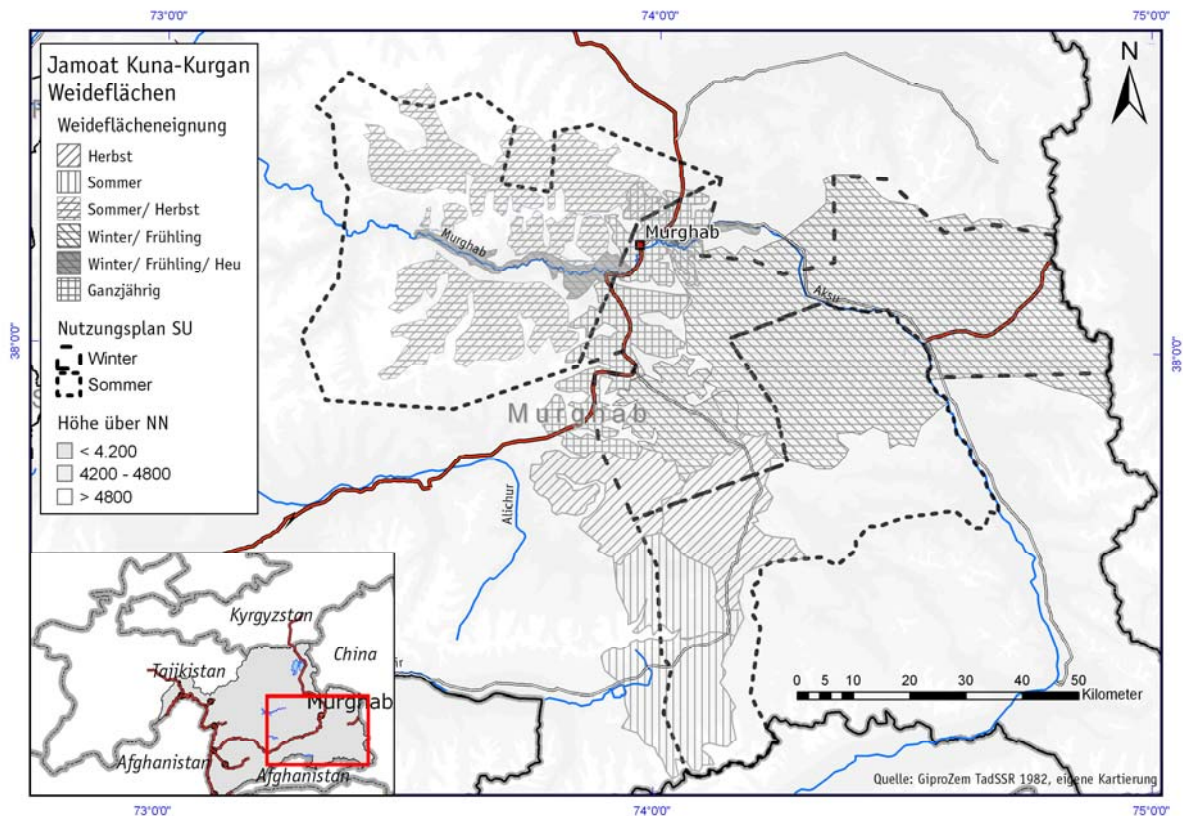 73°0'0"
74°0'0"
75°0'0"
Jamoat Kuna-Kurgan
Weideflächen
Weideflächeneignung
Herbst
Sommer
Sommer/ Herbst
Winter/ Frühling
Winter/ Frühling/ Heu
Ganzjährig
Nutzungsplan SU
Winter
Sommer
Höhe über NN
< 4.200
4200 - 4800
> 4800
N
Murghab
Murghab
Aksu
38°0'0"
38°0'0"
Murghab
Alichur
Kyrgyzstan
China
Tajikistan
Murghab
Afghanistan
Afghanistan
0 5 10 20 30 40 50
Kilometer
Quelle: GiproZem TadSSR 1982, eigene Kartierung
73°0'0"
74°0'0"
75°0'0"